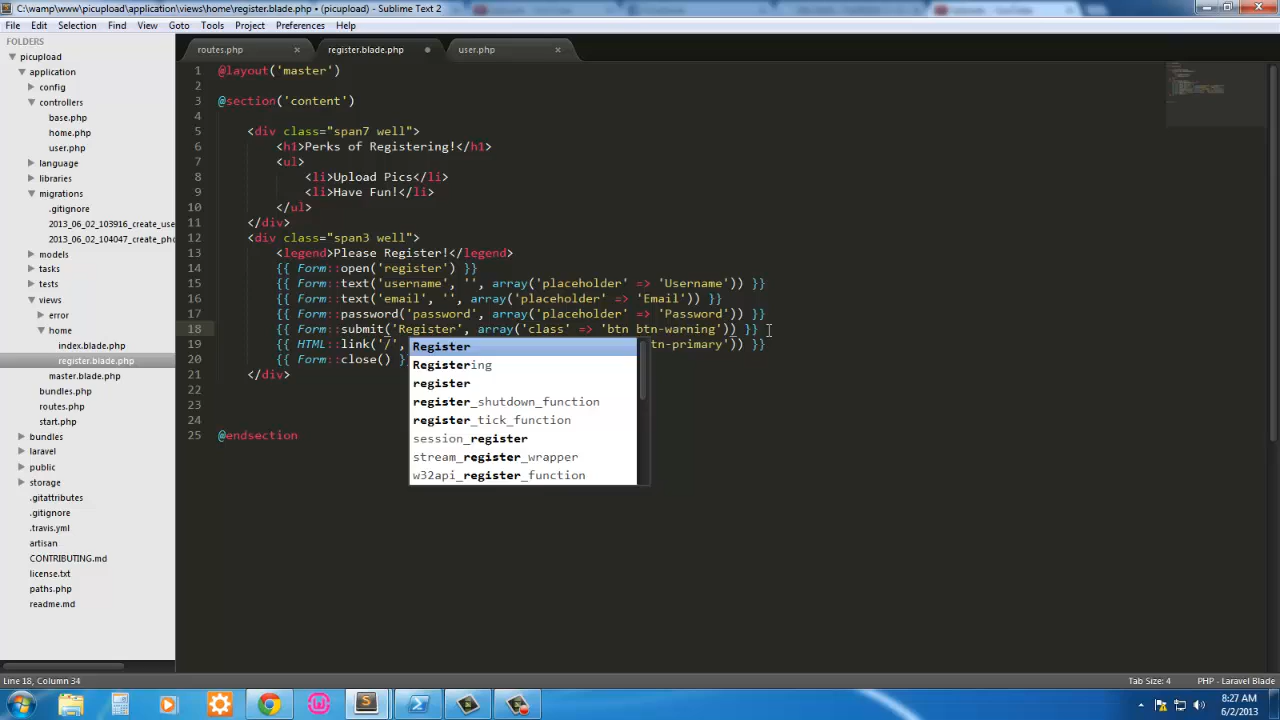 C:\wamp\www\picupload\application\views\home\register.blade.php • (picupload) - Sublime Text 2
File Edit Selection Find View Goto Tools Project Preferences Help
FOLDERS
picupload
application
config
controllers
base.php
home.php
user.php
language
libraries
migrations
.gitignore
2013_06_02_103916_create_use
2013_06_02_104047_create_pho
models
tasks
tests
views
error
home
index.blade.php
register.blade.php
master.blade.php
bundles.php
routes.php
start.php
bundles
laravel
public
storage
.gitattributes
.gitignore
.travis.yml
artisan
CONTRIBUTING.md
license.txt
paths.php
readme.md
routes.php × register.blade.php • user.php ×
1 @layout('master')
2
3 @section('content')
4
5 <div class="span7 well">
6 <h1>Perks of Registering!</h1>
7 <ul>
8 <li>Upload Pics</li>
9 <li>Have Fun!</li>
10 </ul>
11 </div>
12 <div class="span3 well">
13 <legend>Please Register!</legend>
14 {{ Form::open('register') }}
15 {{ Form::text('username', '', array('placeholder' => 'Username')) }}
16 {{ Form::text('email', '', array('placeholder' => 'Email')) }}
17 {{ Form::password('password', array('placeholder' => 'Password')) }}
18 {{ Form::submit('Register', array('class' => 'btn btn-warning')) }}
19 {{ HTML::link('/', tn-primary')) }}
20 {{ Form::close() }
21 </div>
22
23
24
25 @endsection
Register
Registering
register
register_shutdown_function
register_tick_function
session_register
stream_register_wrapper
w32api_register_function
Line 18, Column 34 Tab Size: 4 PHP - Laravel Blade
8:27 AM
6/2/2013